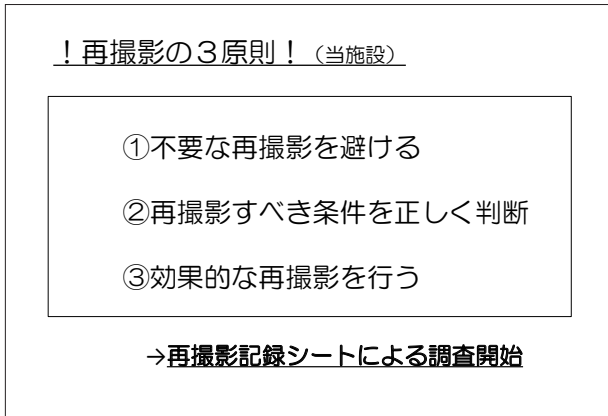 ！再撮影の３原則！（当施設）
①不要な再撮影を避ける
②再撮影すべき条件を正しく判断
③効果的な再撮影を行う
→再撮影記録シートによる調査開始